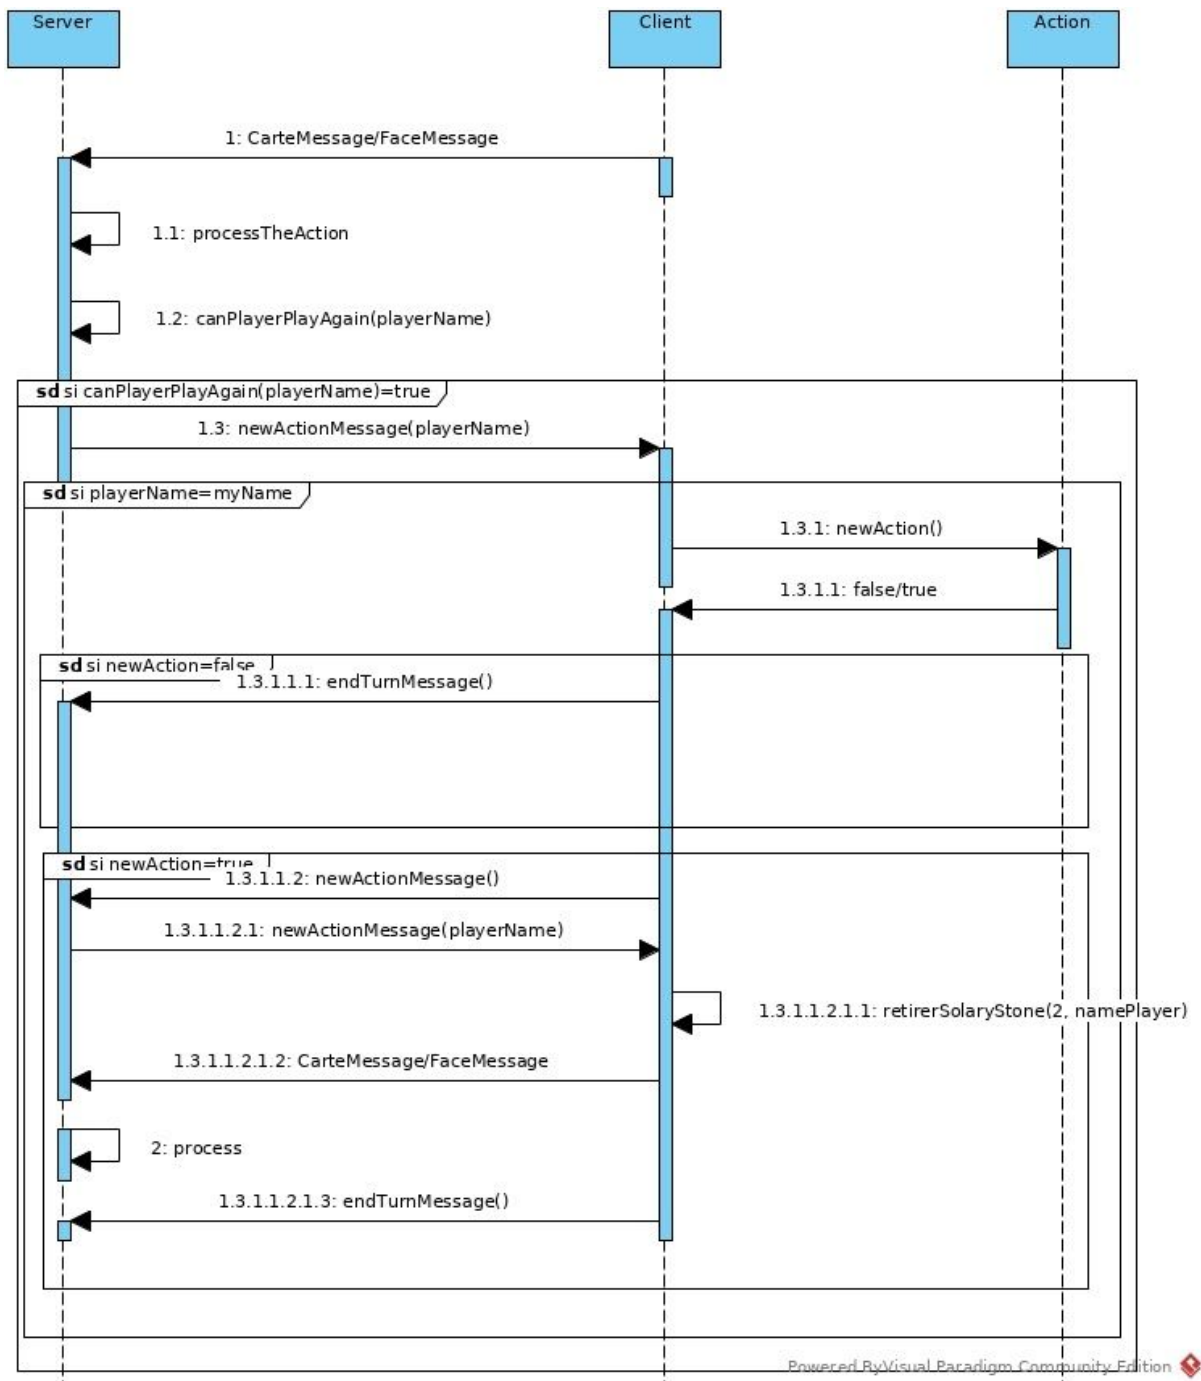 Server
Client
Action
1: CarteMessage/FaceMessage
1.1: processTheAction
1.2: canPlayerPlayAgain(playerName)
sd si canPlayerPlayAgain(playerName)=true
1.3: newActionMessage(playerName)
sd si playerName=myName
1.3.1: newAction()
1.3.1.1: false/true
sd si newAction=false
1.3.1.1.1: endTurnMessage()
sd si newAction=true
1.3.1.1.2: newActionMessage()
1.3.1.1.2.1: newActionMessage(playerName)
1.3.1.1.2.1.1: retirerSolaryStone(2, namePlayer)
1.3.1.1.2.1.2: CarteMessage/FaceMessage
2: process
1.3.1.1.2.1.3: endTurnMessage()
Powered ByVisual Paradigm Community Edition